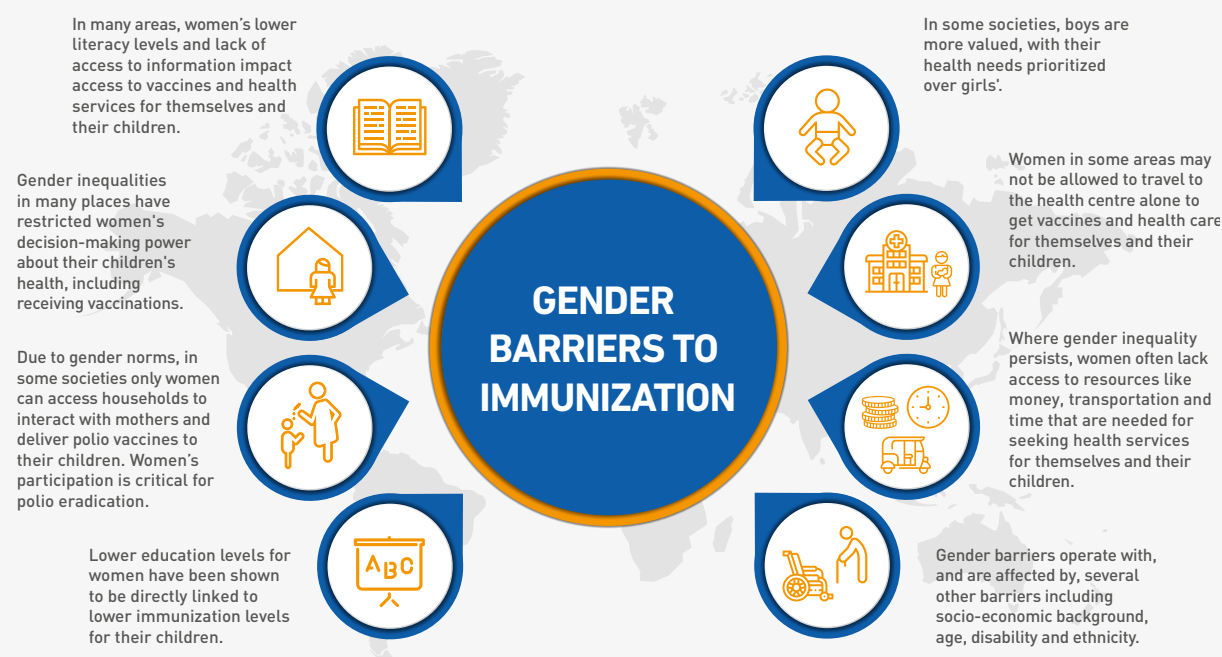 In many areas, women's lower
literacy levels and lack of
access to information impact
access to vaccines and health
services for themselves and
their children.
Gender inequalities
in many places have
restricted women's
decision-making power
about their children's
health, including
receiving vaccinations.
Due to gender norms, in
some societies only women
can access households to
interact with mothers and
deliver polio vaccines to
their children. Women's
participation is critical for
polio eradication.
Lower education levels for
women have been shown
to be directly linked to
lower immunization levels
for their children.
ABC
GENDER
BARRIERS TO
IMMUNIZATION
In some societies, boys are
more valued, with their
health needs prioritized
over girls'.
Women in some areas may
not be allowed to travel to
the health centre alone to
get vaccines and health care
for themselves and their
children.
Where gender inequality
persists, women often lack
access to resources like
money, transportation and
time that are needed for
seeking health services
for themselves and their
children.
Gender barriers operate with,
and are affected by, several
other barriers including
socio-economic background,
age, disability and ethnicity.